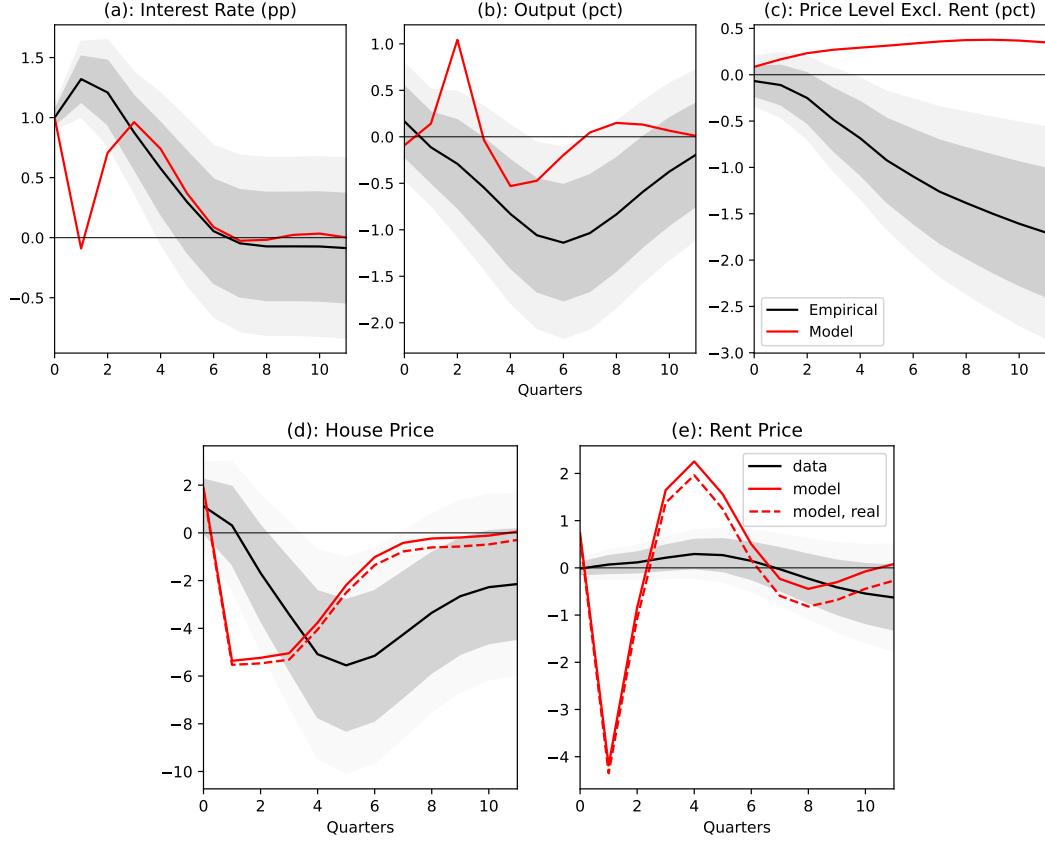 (a): Interest Rate (pp)
(b): Output (pct)
(c): Price Level Excl. Rent (pct)
1.5
1.0
0.5
0.0
−0.5
0 2 4 6 8 10
1.0
0.5
0.0
−0.5
−1.0
−1.5
−2.0
0 2 4 6 8 10
Quarters
0.5
0.0
−0.5
−1.0
−1.5
−2.0
−2.5
−3.0
Empirical
Model
0 2 4 6 8 10
(d): House Price
2
0
−2
−4
−6
−8
−10
0 2 4 6 8 10
Quarters
(e): Rent Price
2
1
0
−1
−2
−3
−4
data
model
model, real
0 2 4 6 8 10
Quarters